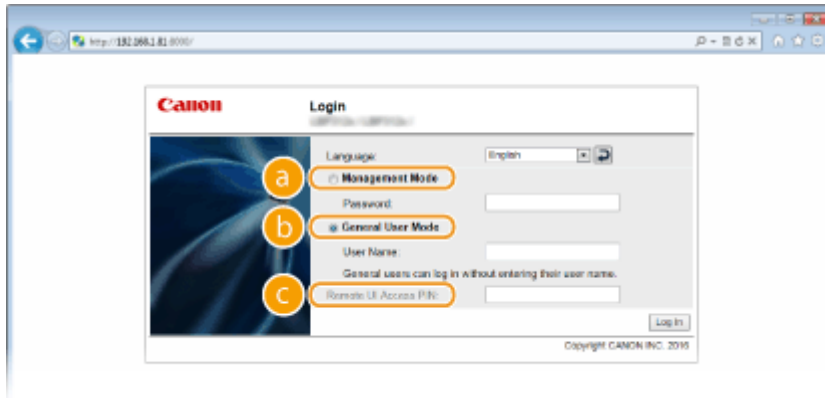 http://192.168.1.81:8000/
Canon
Login
Language:
English
a
Management Mode
Password:
b
General User Mode
User Name:
General users can log in without entering their user name.
c
Remote UI Access PIN:
Log In
Copyright CANON INC. 2016